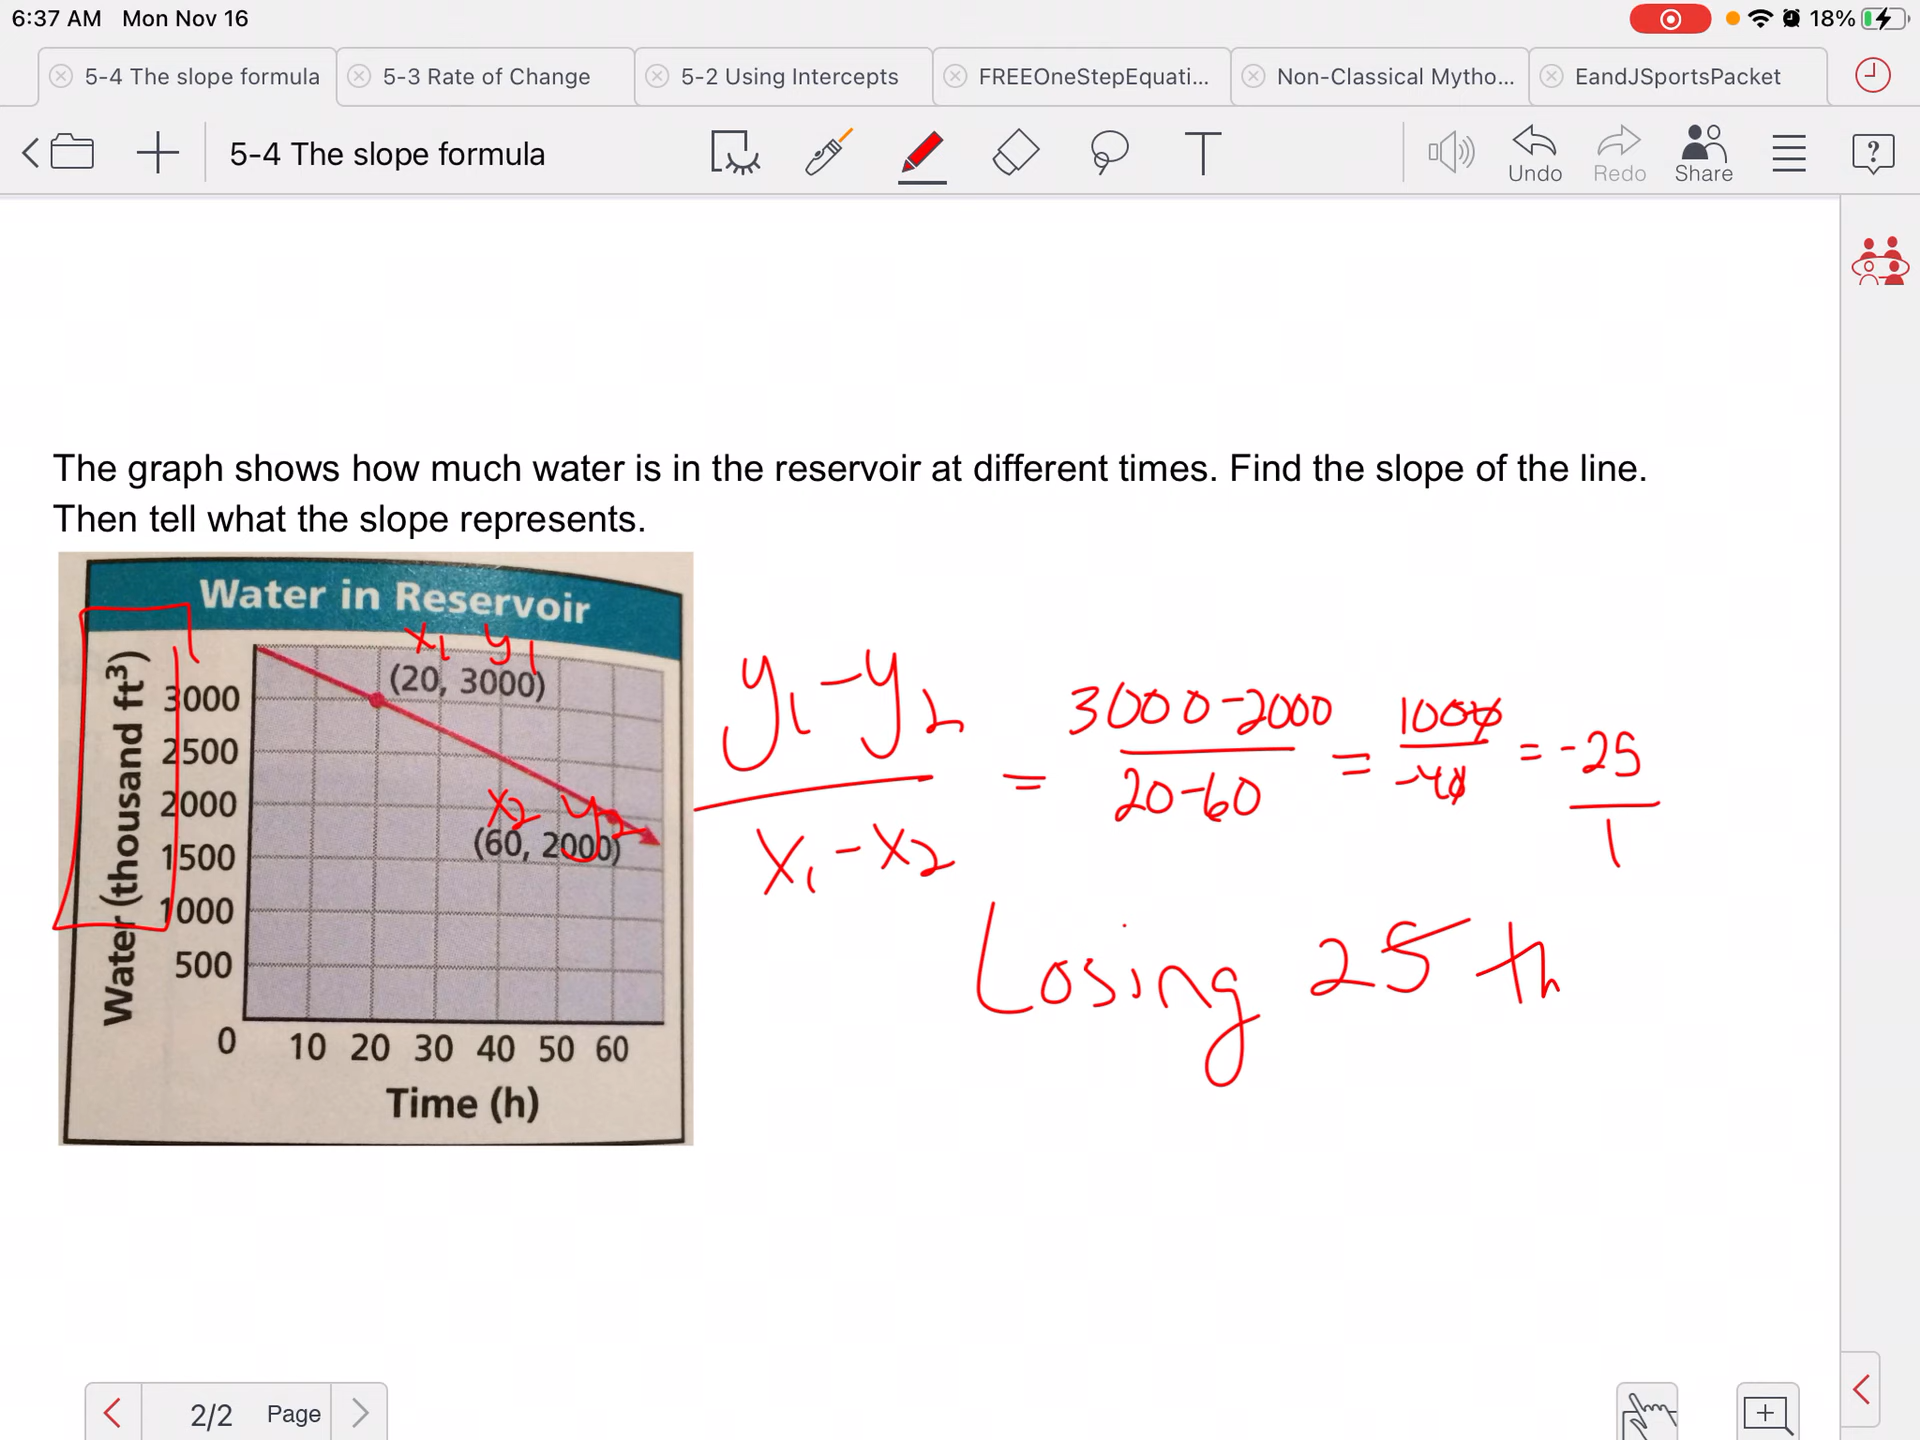 6:37 AM Mon Nov 16 18%
5-4 The slope formula 5-3 Rate of Change 5-2 Using Intercepts FREEOneStepEquati... Non-Classical Mytho... EandJSportsPacket
5-4 The slope formula T Undo Redo Share ?
The graph shows how much water is in the reservoir at different times. Find the slope of the line.
Then tell what the slope represents.
Water in Reservoir
x1 y1
(20, 3000)
Water (thousand ft³)
3000
2500
2000
1500
1000
500
0
x2 y2
(60, 2000)
10 20 30 40 50 60
Time (h)
y1-y2 = 3000-2000 = 1000 = -25
x1-x2 20-60 -40 1
Losing 25 th
2/2 Page